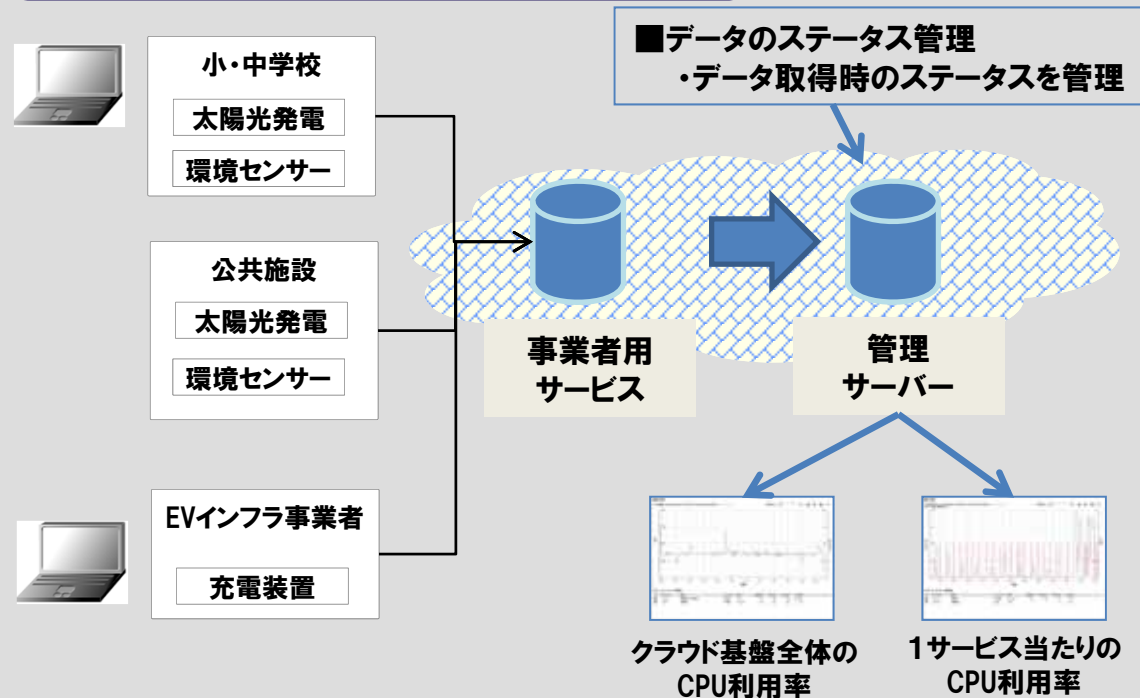 ■データのステータス管理
・データ取得時のステータスを管理
小・中学校
太陽光発電
環境センサー
公共施設
太陽光発電
環境センサー
EVインフラ事業者
充電装置
事業者用
サービス
管理
サーバー
クラウド基盤全体の
CPU利用率
1サービス当たりの
CPU利用率